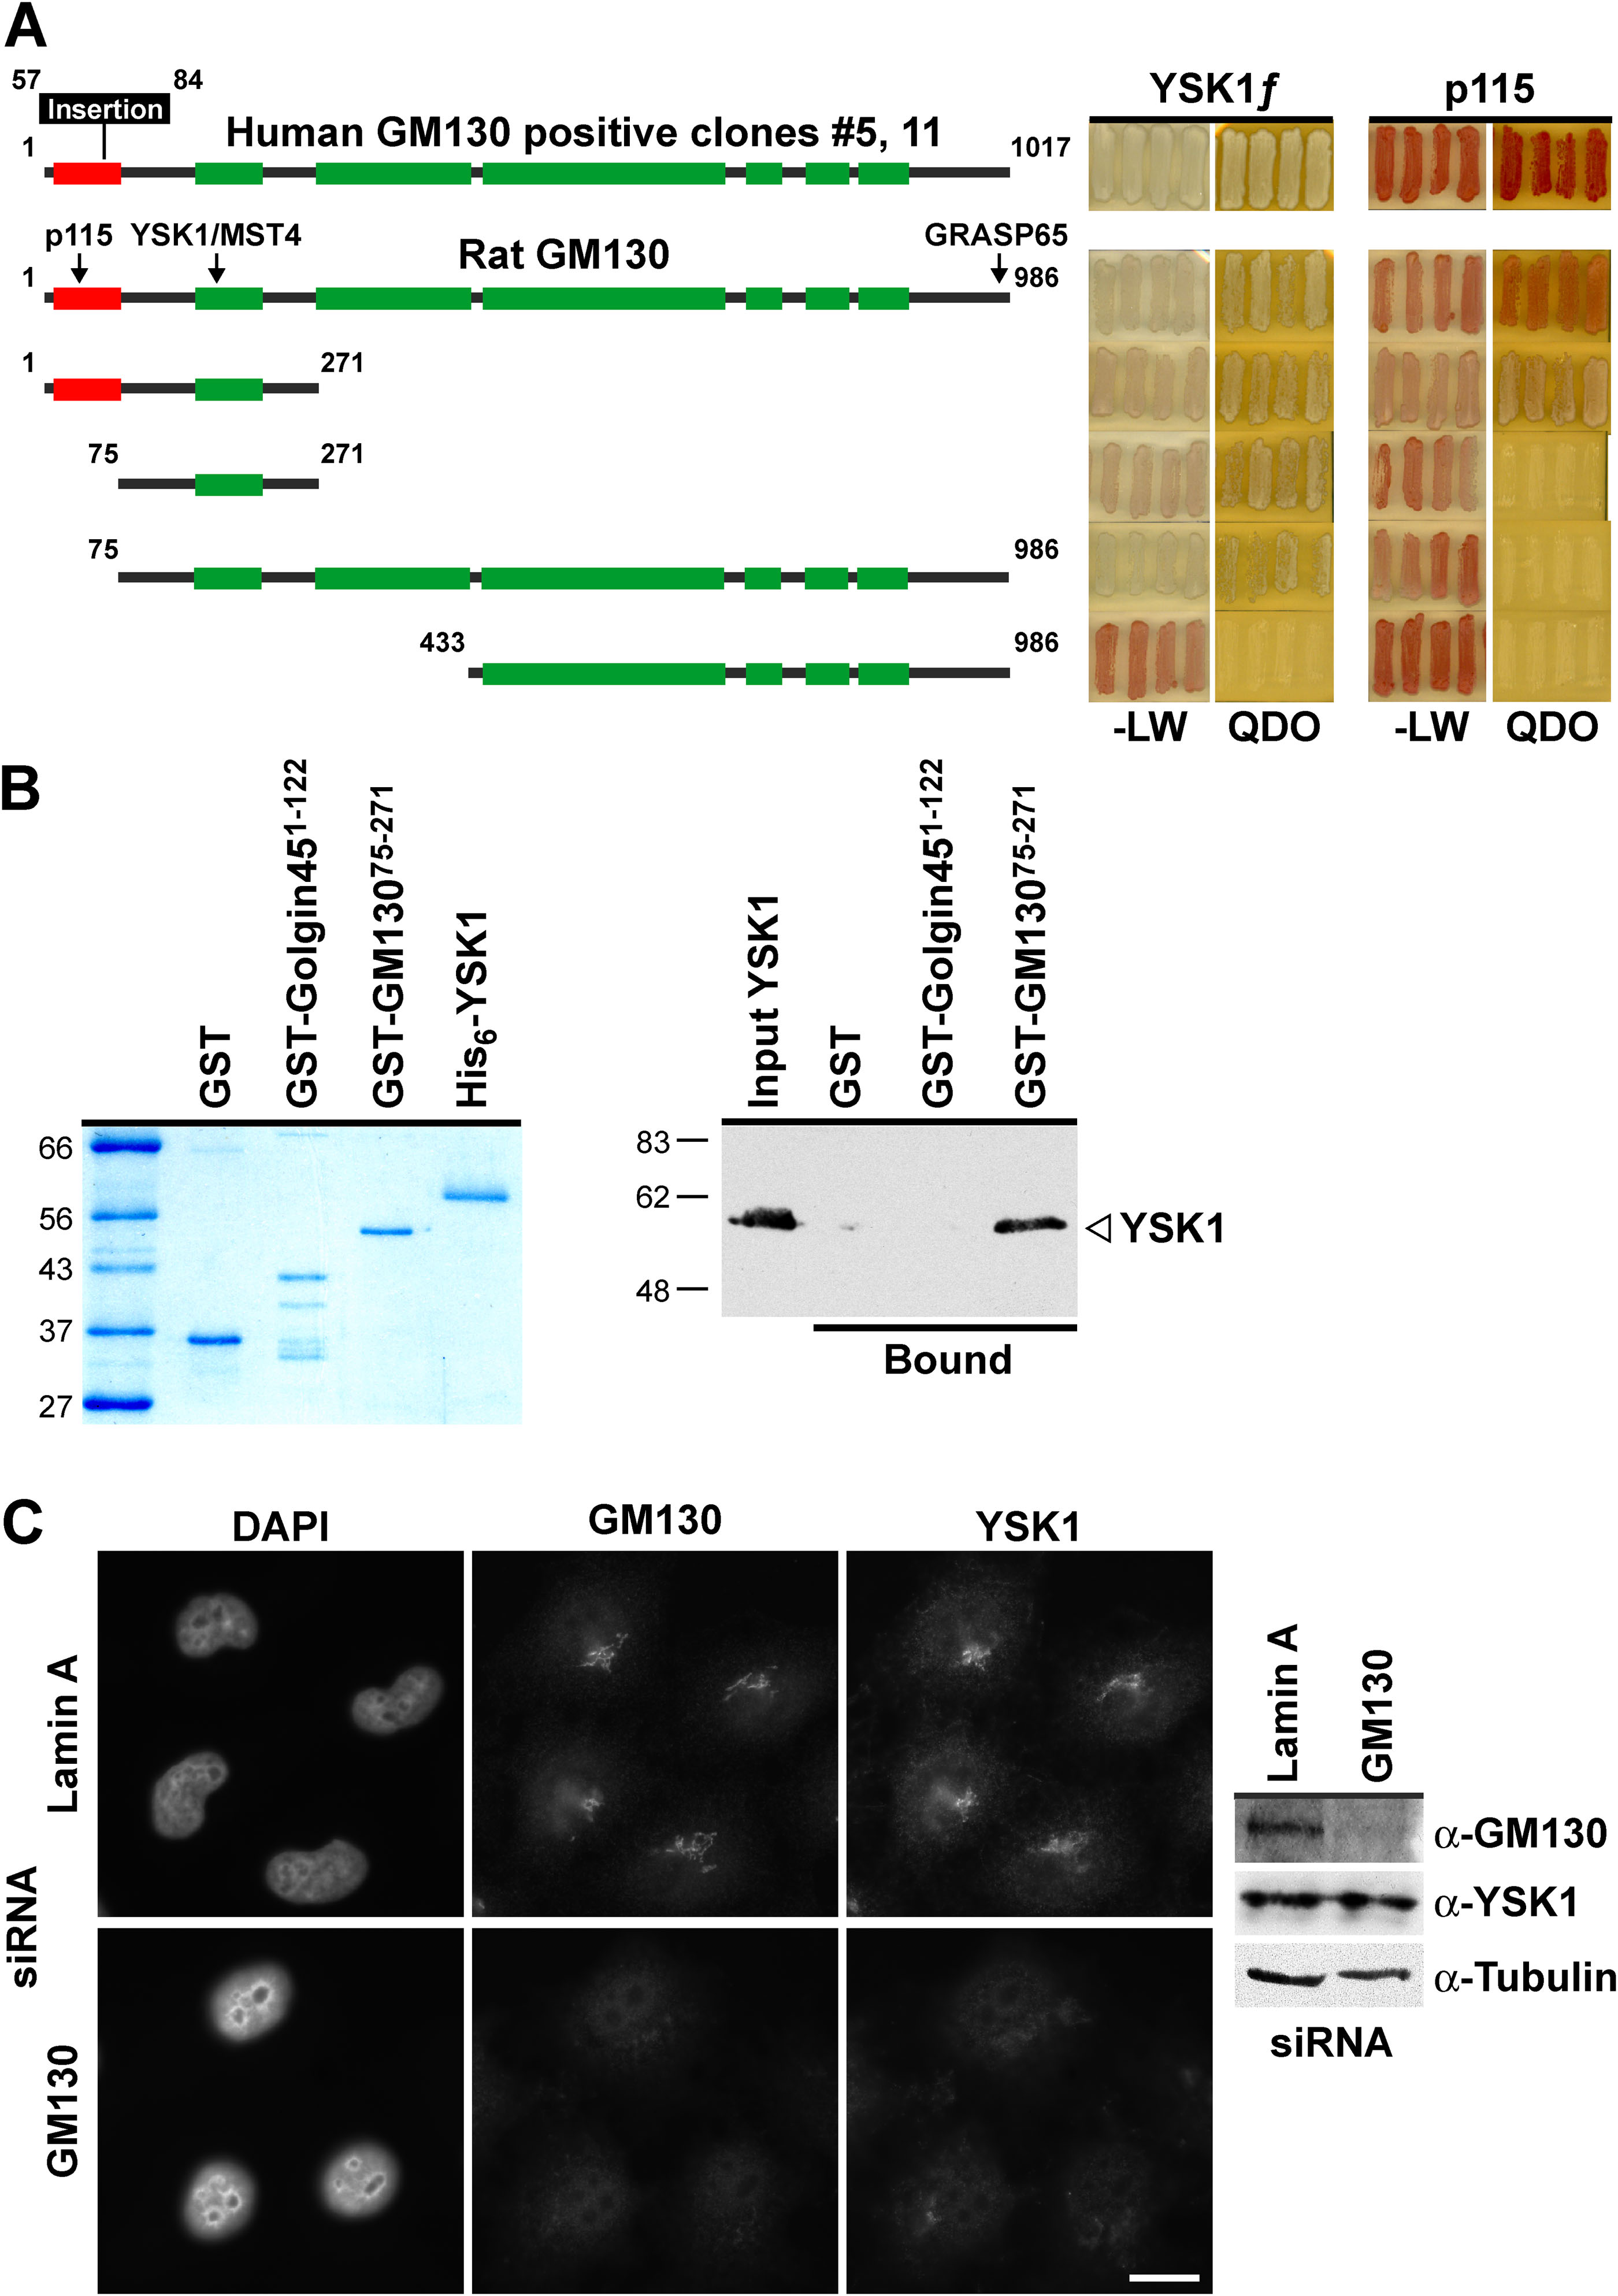 A
57
84
Insertion
Human GM130 positive clones #5, 11
1
1017
YSK1f
p115
p115
YSK1/MST4
Rat GM130
GRASP65
1
986
1
271
75
271
75
986
433
986
-LW
QDO
-LW
QDO
B
GST
GST-Golgin45¹⁻¹²²
GST-GM130⁷⁵⁻²⁷¹
His₆-YSK1
66
56
43
37
27
Input YSK1
GST
GST-Golgin45¹⁻¹²²
GST-GM130⁷⁵⁻²⁷¹
83
62
48
YSK1
Bound
C
DAPI
GM130
YSK1
siRNA
Lamin A
GM130
Lamin A
GM130
α-GM130
α-YSK1
α-Tubulin
siRNA